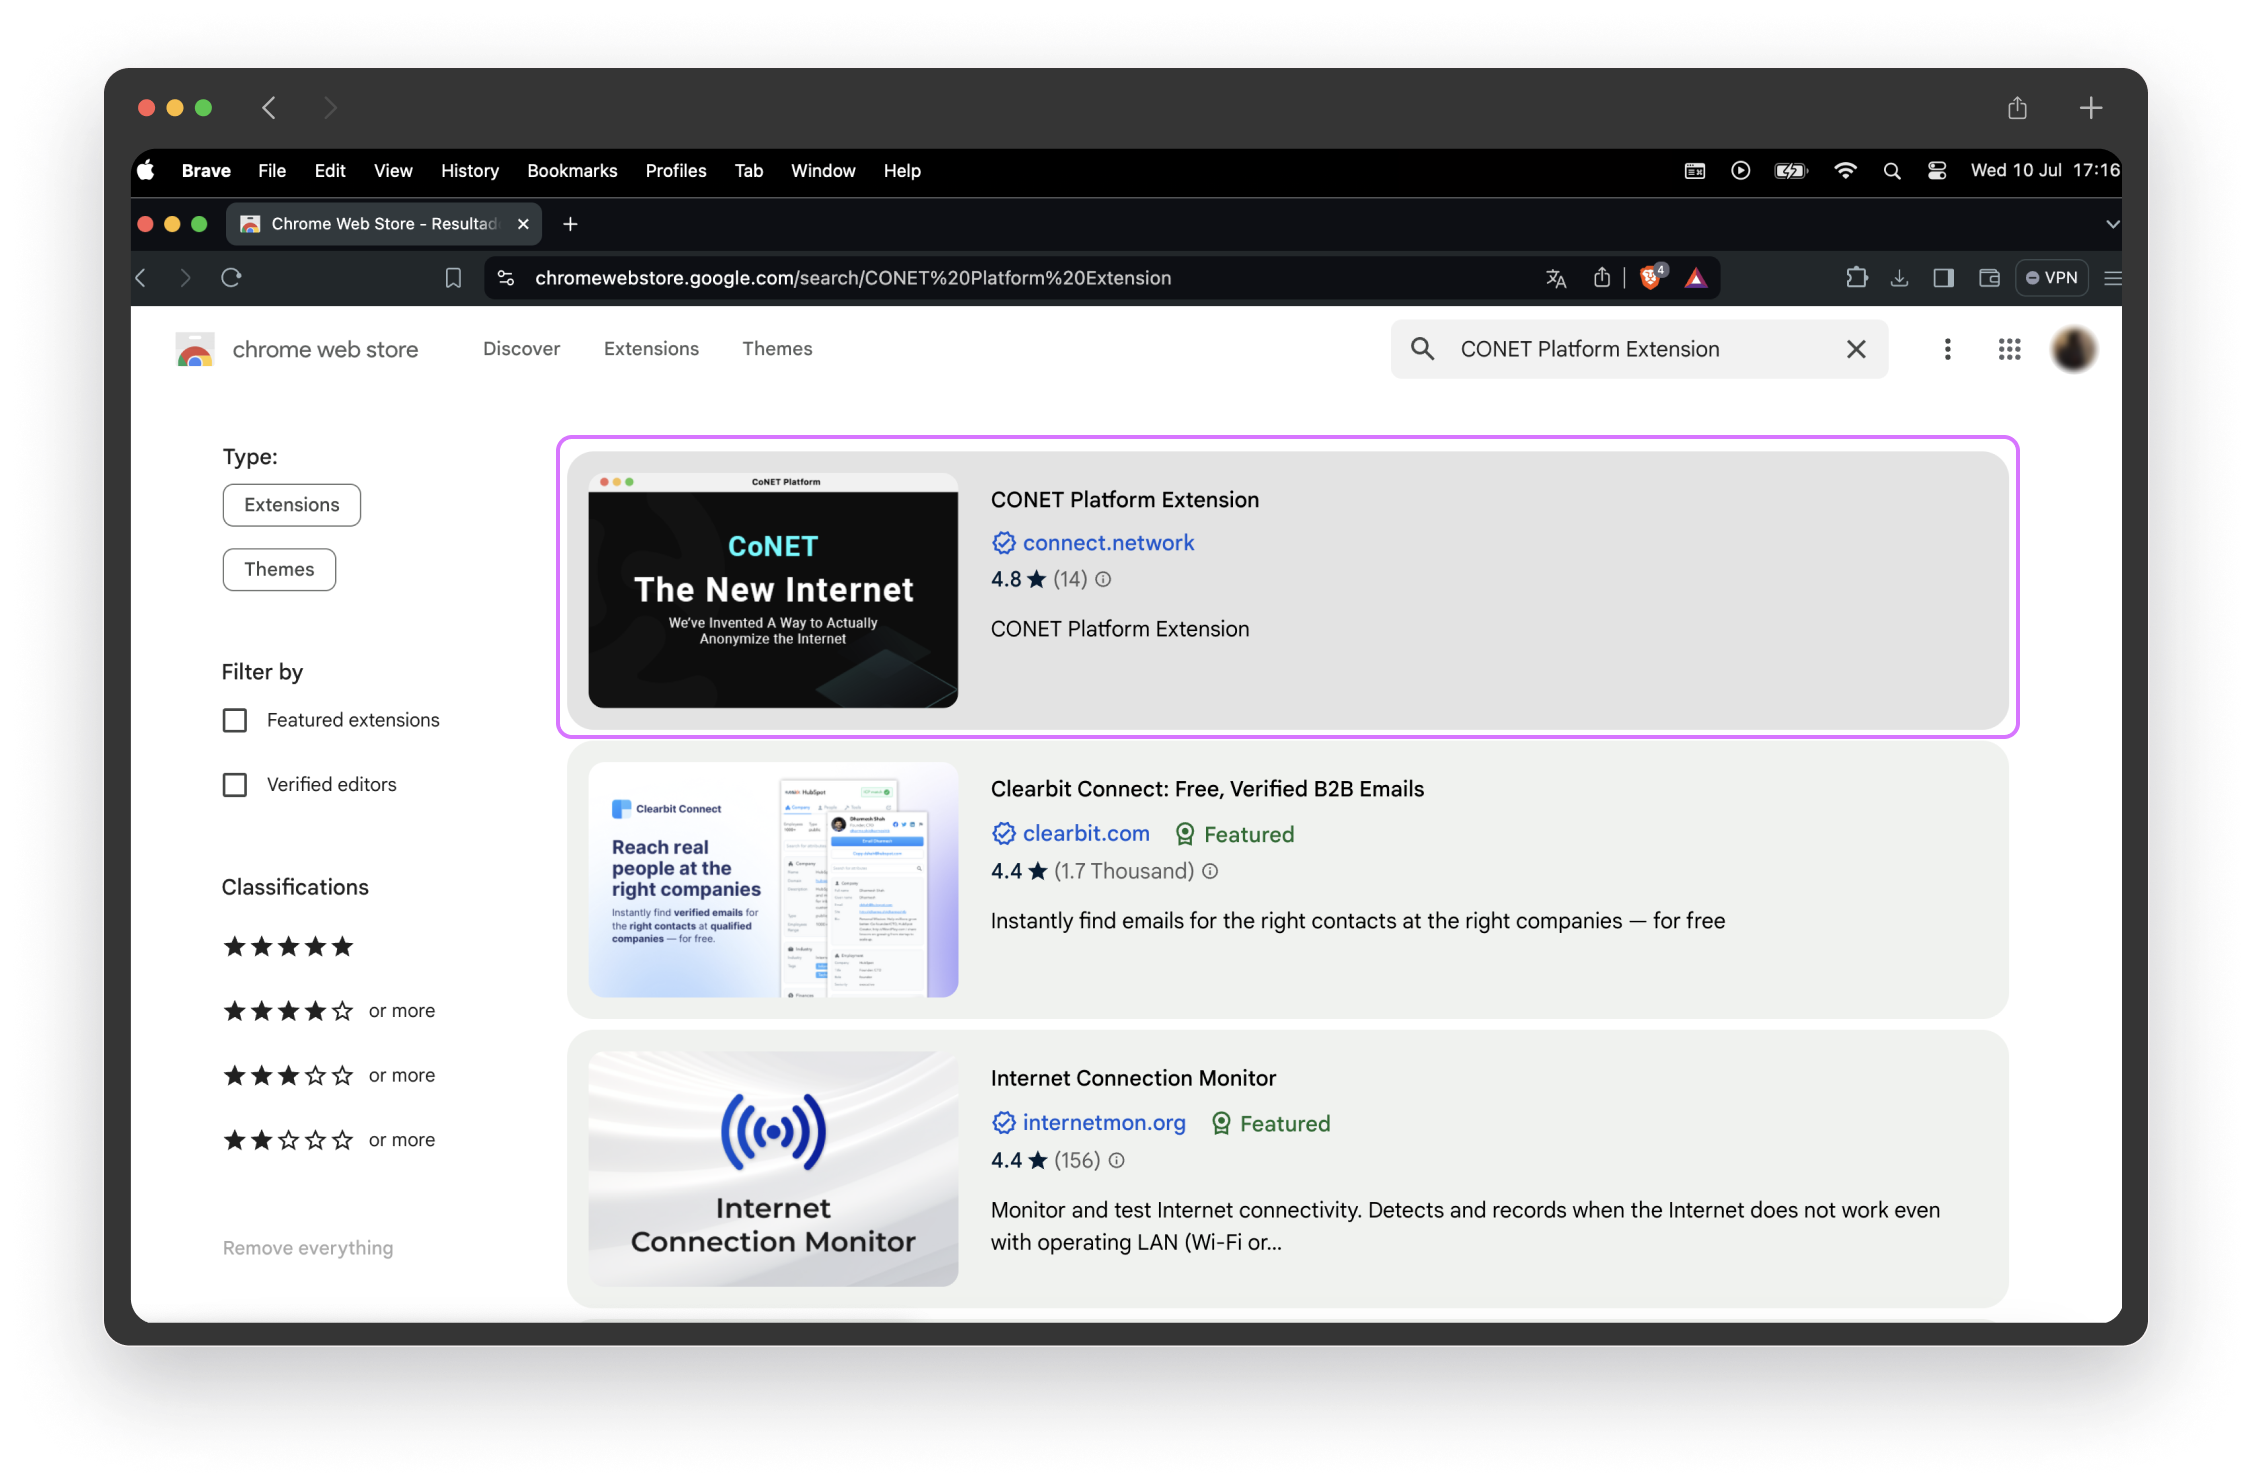 Brave File Edit View History Bookmarks Profiles Tab Window Help Wed 10 Jul 17:16
Chrome Web Store - Resultad
chromewebstore.google.com/search/CONET%20Platform%20Extension 4 VPN
chrome web store Discover Extensions Themes CONET Platform Extension
Type:
Extensions
Themes
Filter by
Featured extensions
Verified editors
Classifications
or more
or more
or more
Remove everything
CoNET Platform
CoNET
The New Internet
We've Invented A Way to Actually
Anonymize the Internet
CONET Platform Extension
connect.network
4.8 ★ (14)
CONET Platform Extension
Clearbit Connect
Reach real
people at the
right companies
Instantly find verified emails for
the right contacts at qualified
companies — for free.
HubSpot
Clearbit Connect: Free, Verified B2B Emails
clearbit.com Featured
4.4 ★ (1.7 Thousand)
Instantly find emails for the right contacts at the right companies — for free
Internet
Connection Monitor
Internet Connection Monitor
internetmon.org Featured
4.4 ★ (156)
Monitor and test Internet connectivity. Detects and records when the Internet does not work even
with operating LAN (Wi-Fi or...